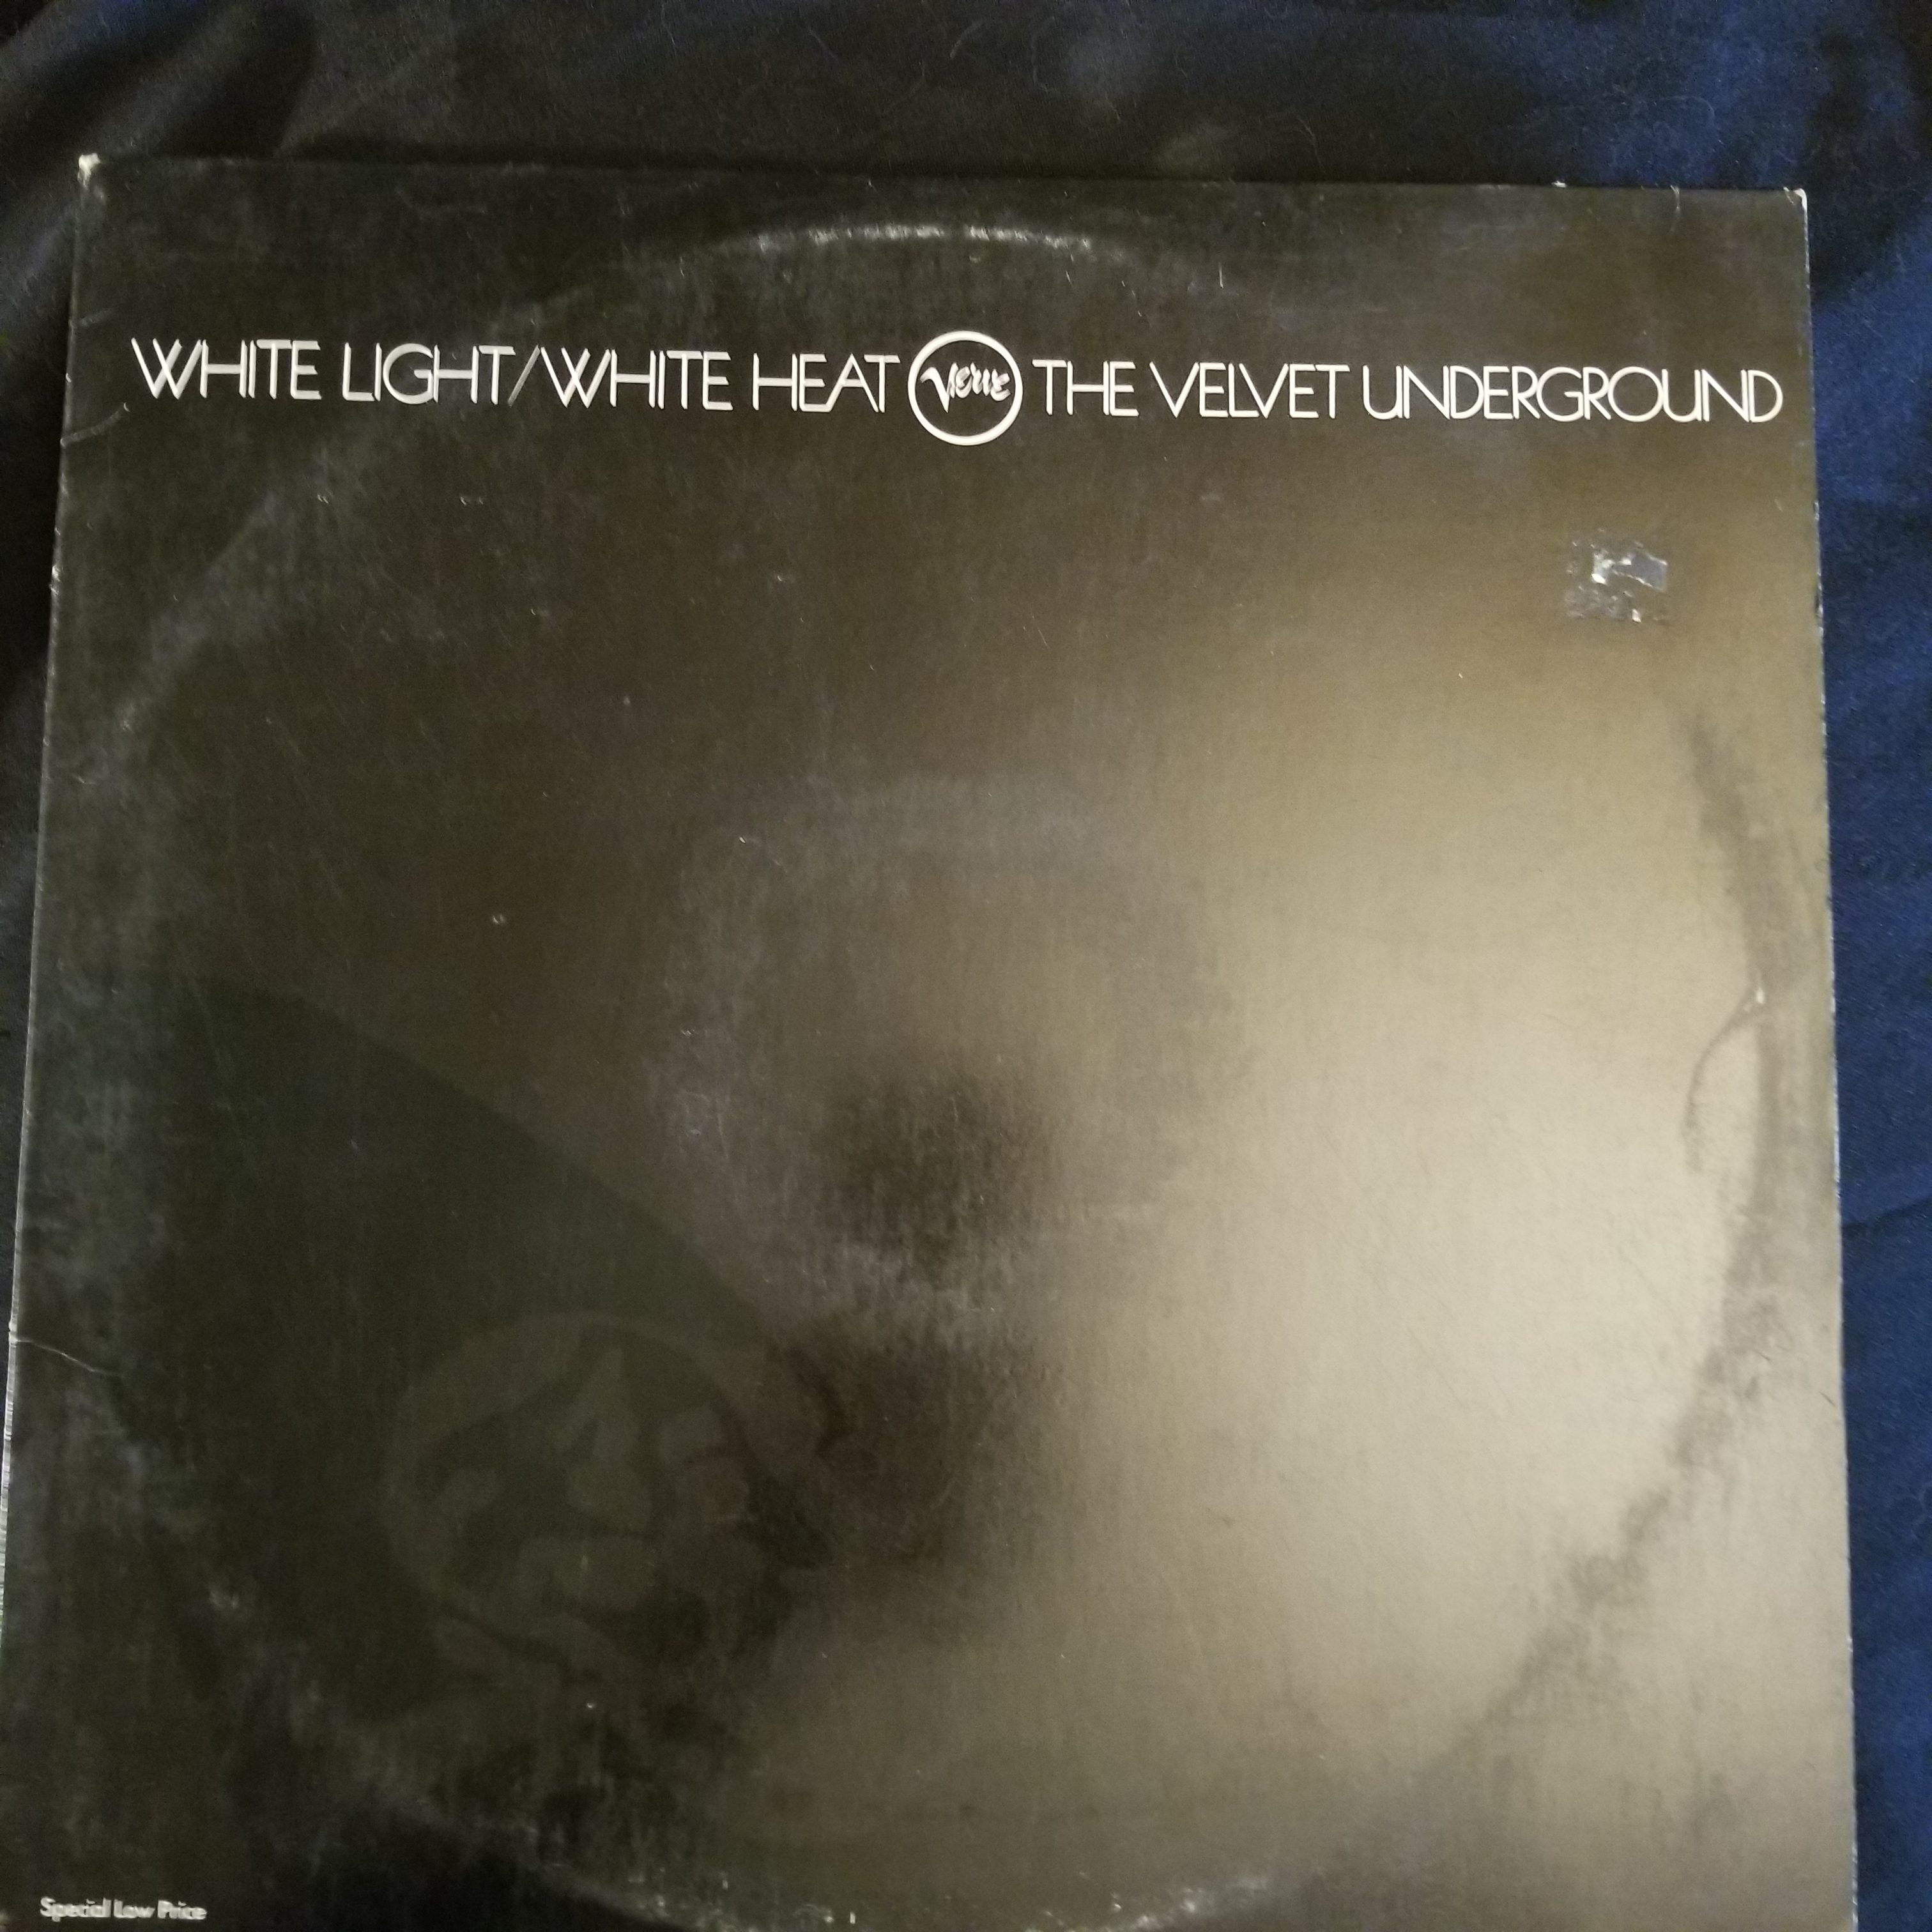 WHITE LIGHT/WHITE HEAT Verve THE VELVET UNDERGROUND
Special Low Price